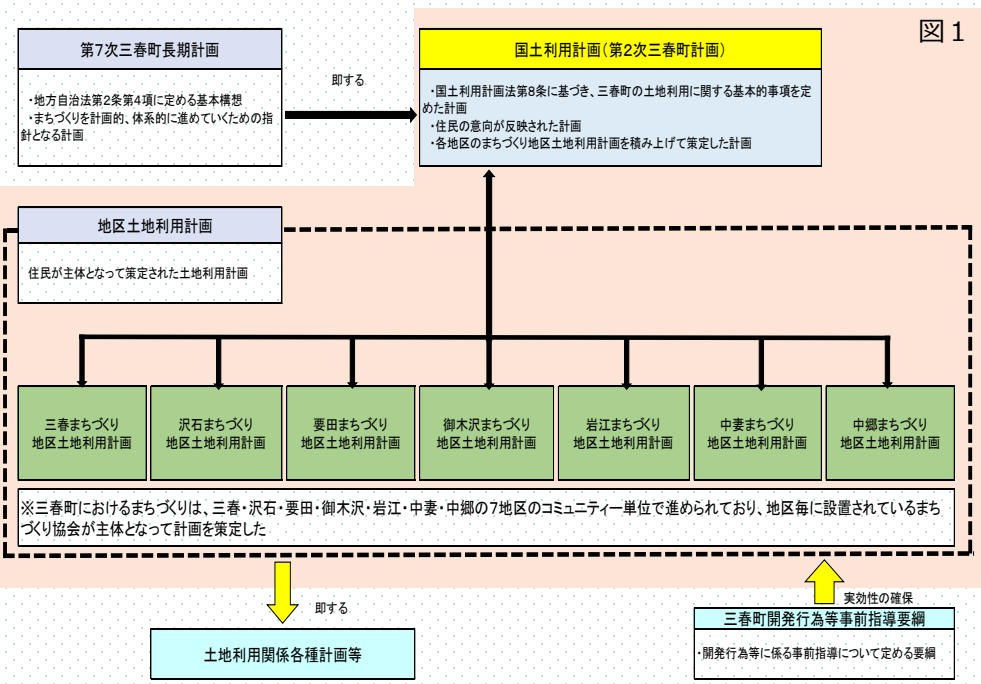 図1
第7次三春町長期計画
・地方自治法第2条第4項に定める基本構想
・まちづくりを計画的、体系的に進めていくための指
針となる計画
即する
国土利用計画(第2次三春町計画)
・国土利用計画法第8条に基づき、三春町の土地利用に関する基本的事項を定
めた計画
・住民の意向が反映された計画
・各地区のまちづくり地区土地利用計画を積み上げて策定した計画
地区土地利用計画
住民が主体となって策定された土地利用計画
三春まちづくり
地区土地利用計画
沢石まちづくり
地区土地利用計画
要田まちづくり
地区土地利用計画
御木沢まちづくり
地区土地利用計画
岩江まちづくり
地区土地利用計画
中妻まちづくり
地区土地利用計画
中郷まちづくり
地区土地利用計画
※三春町におけるまちづくりは、三春・沢石・要田・御木沢・岩江・中妻・中郷の7地区のコミュニティー単位で進められており、地区毎に設置されているまち
づくり協会が主体となって計画を策定した
即する
土地利用関係各種計画等
実効性の確保
三春町開発行為等事前指導要綱
・開発行為等に係る事前指導について定める要綱